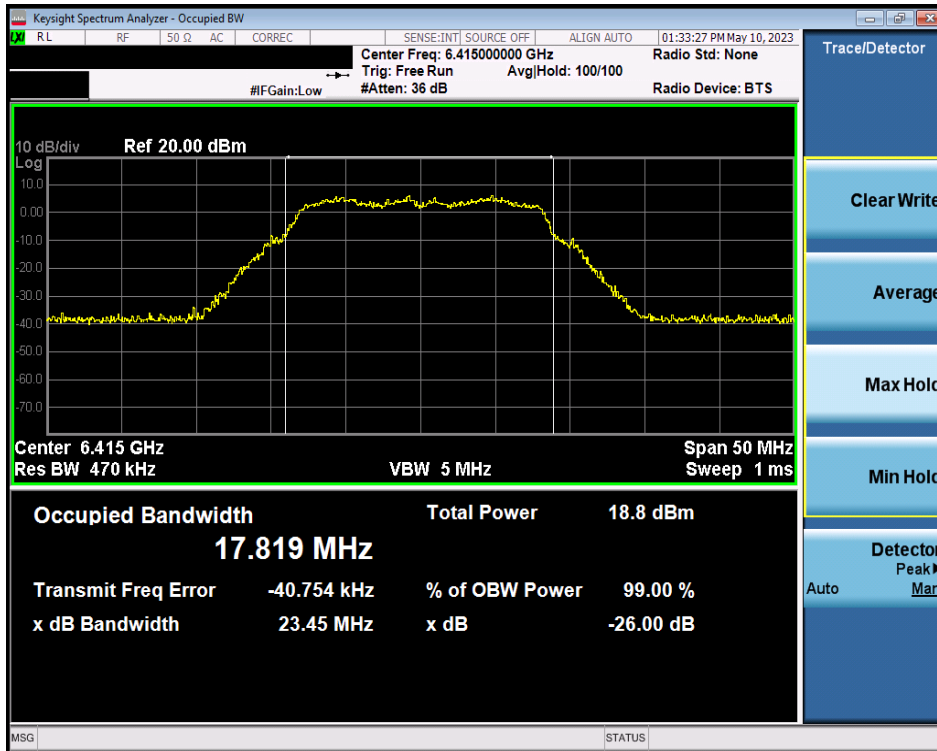 Keysight Spectrum Analyzer - Occupied BW
LXI RL RF 50 Ω AC CORREC SENSE:INT SOURCE OFF ALIGN AUTO 01:33:27 PM May 10, 2023
Center Freq: 6.415000000 GHz Radio Std: None
Trig: Free Run Avg|Hold: 100/100
#IFGain:Low #Atten: 36 dB Radio Device: BTS
Trace/Detector
10 dB/div Ref 20.00 dBm
Log
10.0
0.00
-10.0
-20.0
-30.0
-40.0
-50.0
-60.0
-70.0
Center 6.415 GHz Span 50 MHz
Res BW 470 kHz VBW 5 MHz Sweep 1 ms
Occupied Bandwidth Total Power 18.8 dBm
17.819 MHz
Transmit Freq Error -40.754 kHz % of OBW Power 99.00 %
x dB Bandwidth 23.45 MHz x dB -26.00 dB
Clear Write
Average
Max Hold
Min Hold
Detector
Peak
Auto Man
MSG STATUS